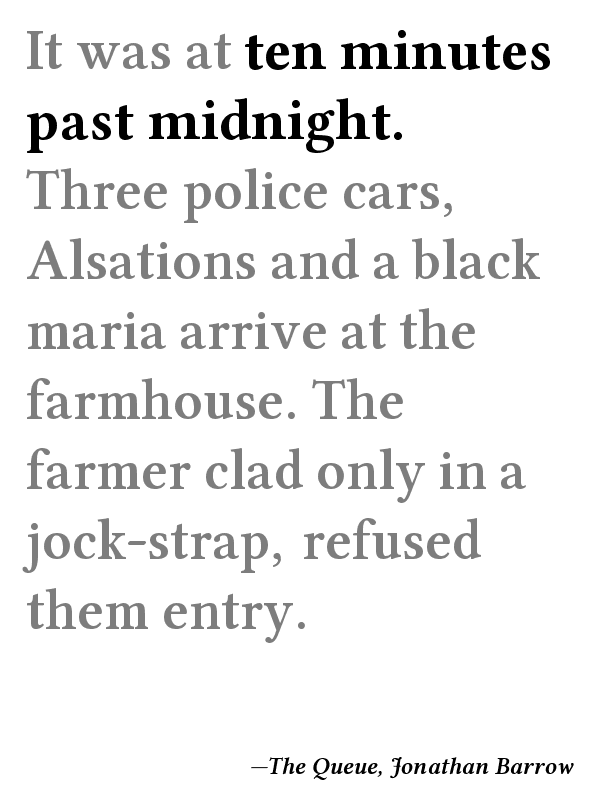 It was at ten minutes
past midnight.
Three police cars,
Alsations and a black
maria arrive at the
farmhouse. The
farmer clad only in a
jock-strap, refused
them entry.
—The Queue, Jonathan Barrow